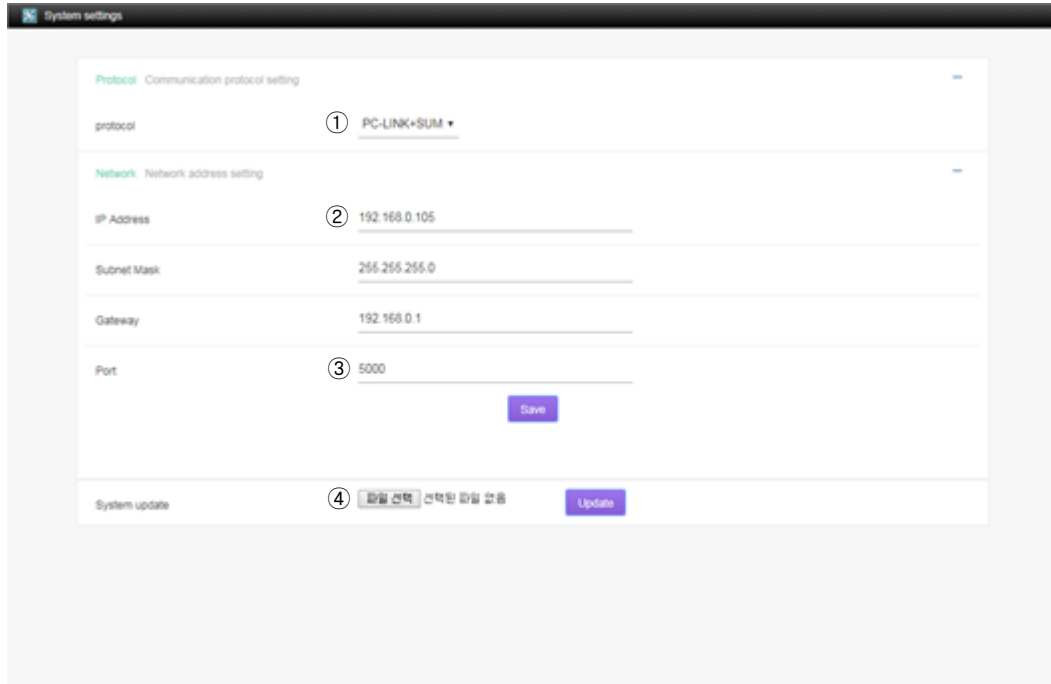 System settings
Protocol Communication protocol setting
protocol ① PC-LINK+SUM
Network Network address setting
IP Address ② 192.168.0.105
Subnet Mask 255.255.255.0
Gateway 192.168.0.1
Port ③ 5000
Save
System update ④ 파일 선택 선택된 파일 없음 Update